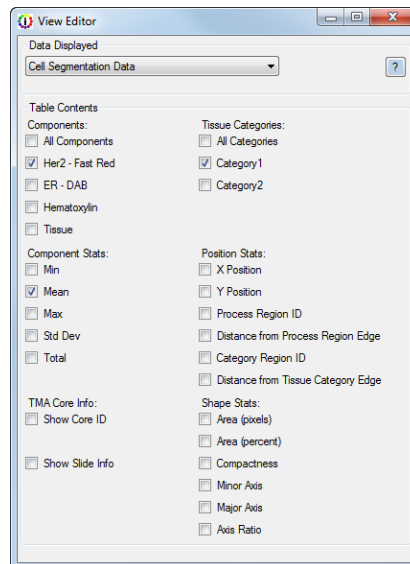 View Editor
Data Displayed
Cell Segmentation Data
?
Table Contents
Components:
All Components
Her2 - Fast Red
ER - DAB
Hematoxylin
Tissue
Tissue Categories:
All Categories
Category1
Category2
Component Stats:
Min
Mean
Max
Std Dev
Total
Position Stats:
X Position
Y Position
Process Region ID
Distance from Process Region Edge
Category Region ID
Distance from Tissue Category Edge
TMA Core Info:
Show Core ID
Show Slide Info
Shape Stats:
Area (pixels)
Area (percent)
Compactness
Minor Axis
Major Axis
Axis Ratio